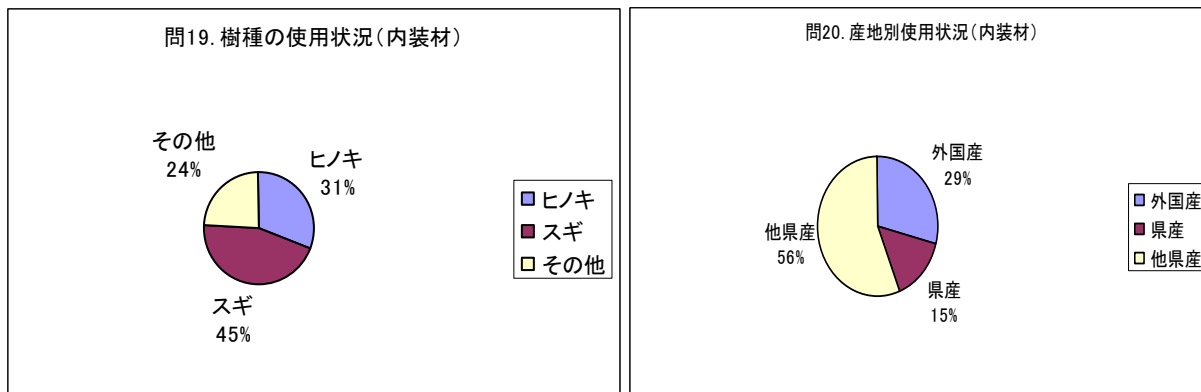 問19.樹種の使用状況(内装材)
その他
24%
ヒノキ
31%
スギ
45%
ヒノキ
スギ
その他
問20.産地別使用状況(内装材)
外国産
29%
他県産
56%
県産
15%
外国産
県産
他県産